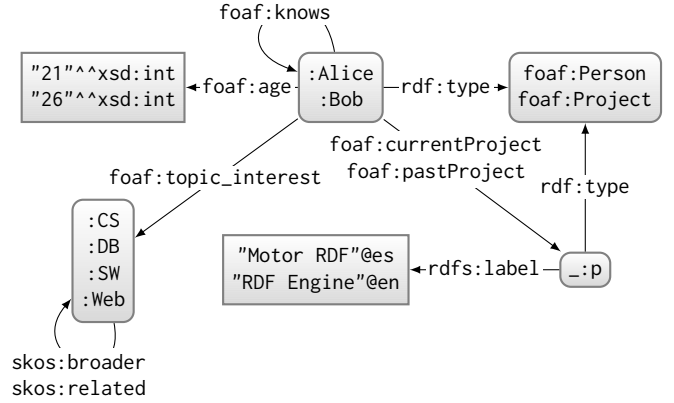 foaf:knows
"21"^^xsd:int
"26"^^xsd:int
foaf:age
:Alice
:Bob
rdf:type
foaf:Person
foaf:Project
foaf:currentProject
foaf:pastProject
foaf:topic_interest
rdf:type
:CS
:DB
:SW
:Web
"Motor RDF"@es
"RDF Engine"@en
rdfs:label
_:p
skos:broader
skos:related